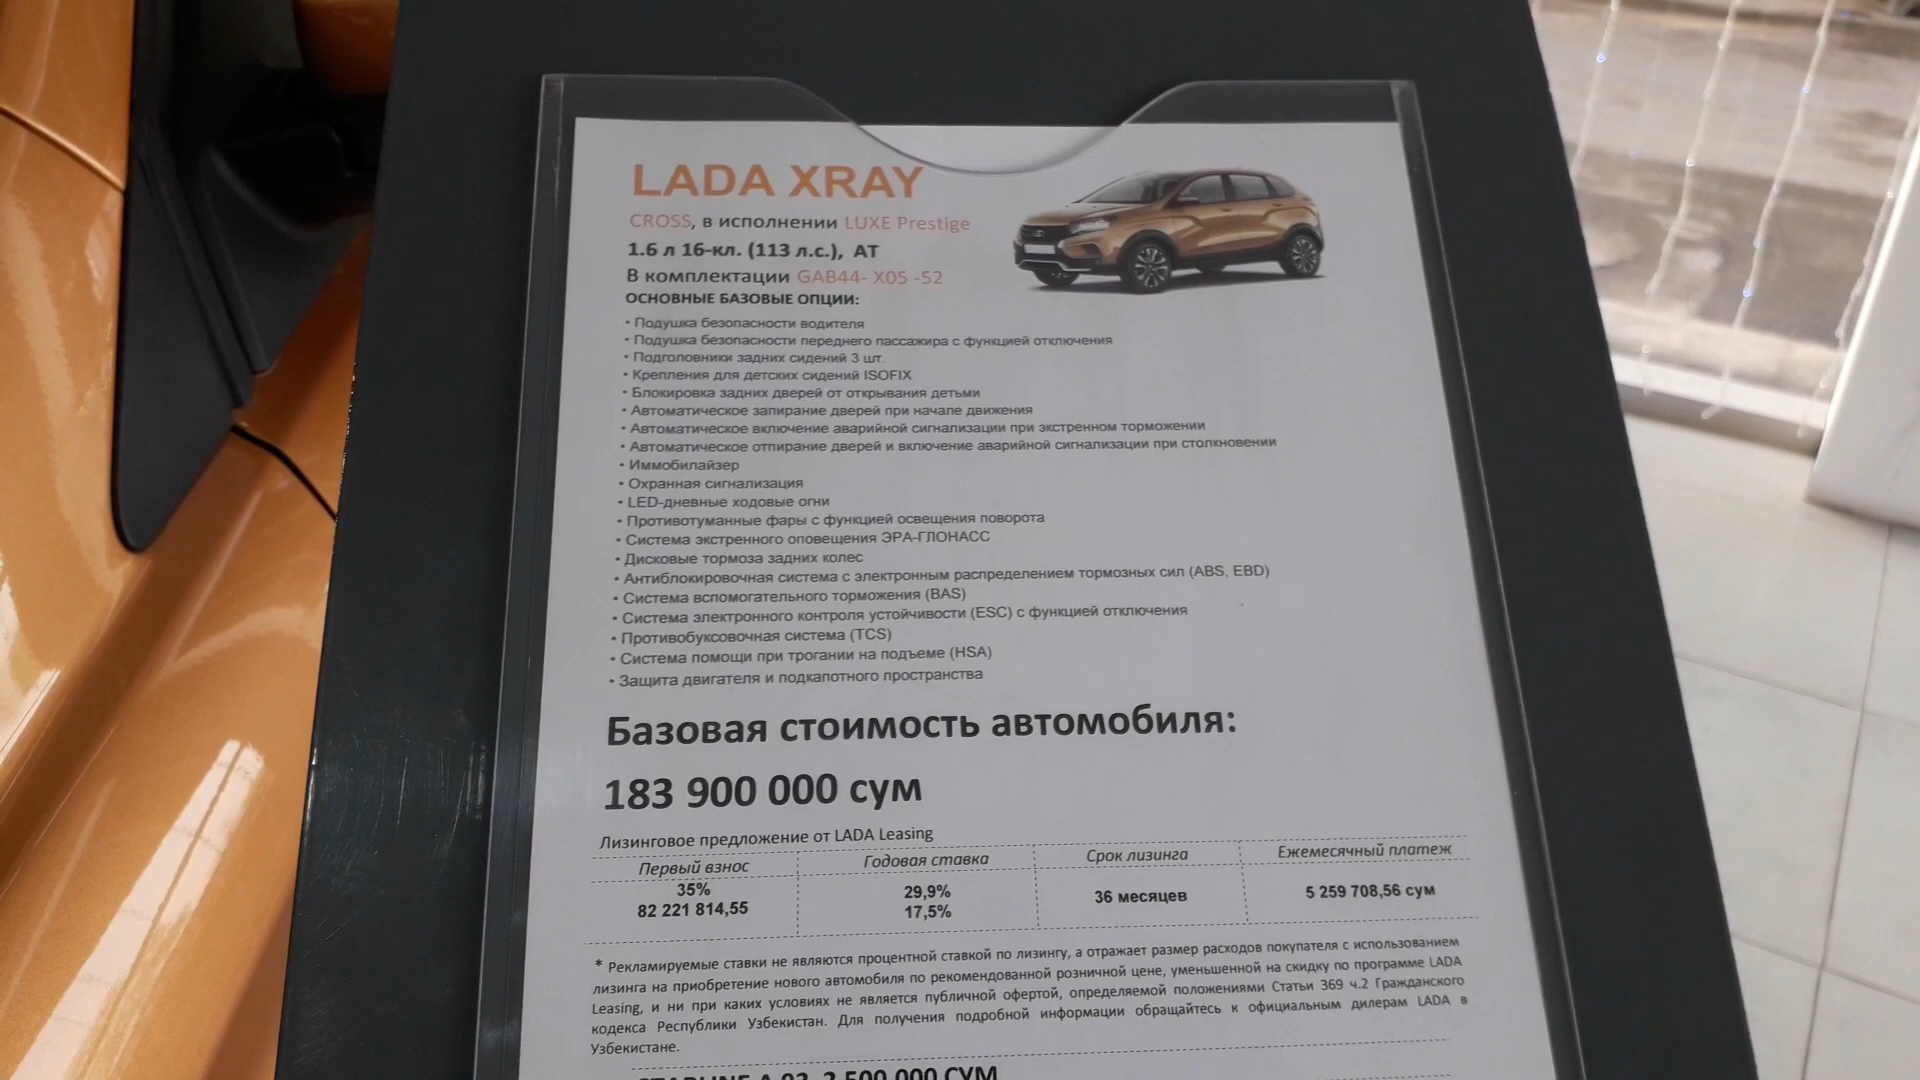 LADA XRAY
CROSS, в исполнении LUXE Prestige
1.6 л 16-кл. (113 л.с.), АТ
В комплектации GAB44- X05 -52
ОСНОВНЫЕ БАЗОВЫЕ ОПЦИИ:
• Подушка безопасности водителя
• Подушка безопасности переднего пассажира с функцией отключения
• Подголовники задних сидений 3 шт.
• Крепления для детских сидений ISOFIX
• Блокировка задних дверей от открывания детьми
• Автоматическое запирание дверей при начале движения
• Автоматическое включение аварийной сигнализации при экстренном торможении
• Автоматическое отпирание дверей и включение аварийной сигнализации при столкновении
• Иммобилайзер
• Охранная сигнализация
• LED-дневные ходовые огни
• Противотуманные фары с функцией освещения поворота
• Система экстренного оповещения ЭРА-ГЛОНАСС
• Дисковые тормоза задних колес
• Антиблокировочная система с электронным распределением тормозных сил (ABS, EBD)
• Система вспомогательного торможения (BAS)
• Система электронного контроля устойчивости (ESC) с функцией отключения
• Противобуксовочная система (TCS)
• Система помощи при трогании на подъеме (HSA)
• Защита двигателя и подкапотного пространства
Базовая стоимость автомобиля:
183 900 000 сум
Лизинговое предложение от LADA Leasing
Первый взнос Годовая ставка Срок лизинга Ежемесячный платеж
35% 29,9% 36 месяцев 5 259 708,56 сум
82 221 814,55 17,5%
* Рекламируемые ставки не являются процентной ставкой по лизингу, а отражает размер расходов покупателя с использованием
лизинга на приобретение нового автомобиля по рекомендованной розничной цене, уменьшенной на скидку по программе LADA
Leasing, и ни при каких условиях не является публичной офертой, определяемой положениями Статьи 369 ч.2 Гражданского
кодекса Республики Узбекистан. Для получения подробной информации обращайтесь к официальным дилерам LADA в
Узбекистане.
STARLINE A 93 2 500 000 СУМ